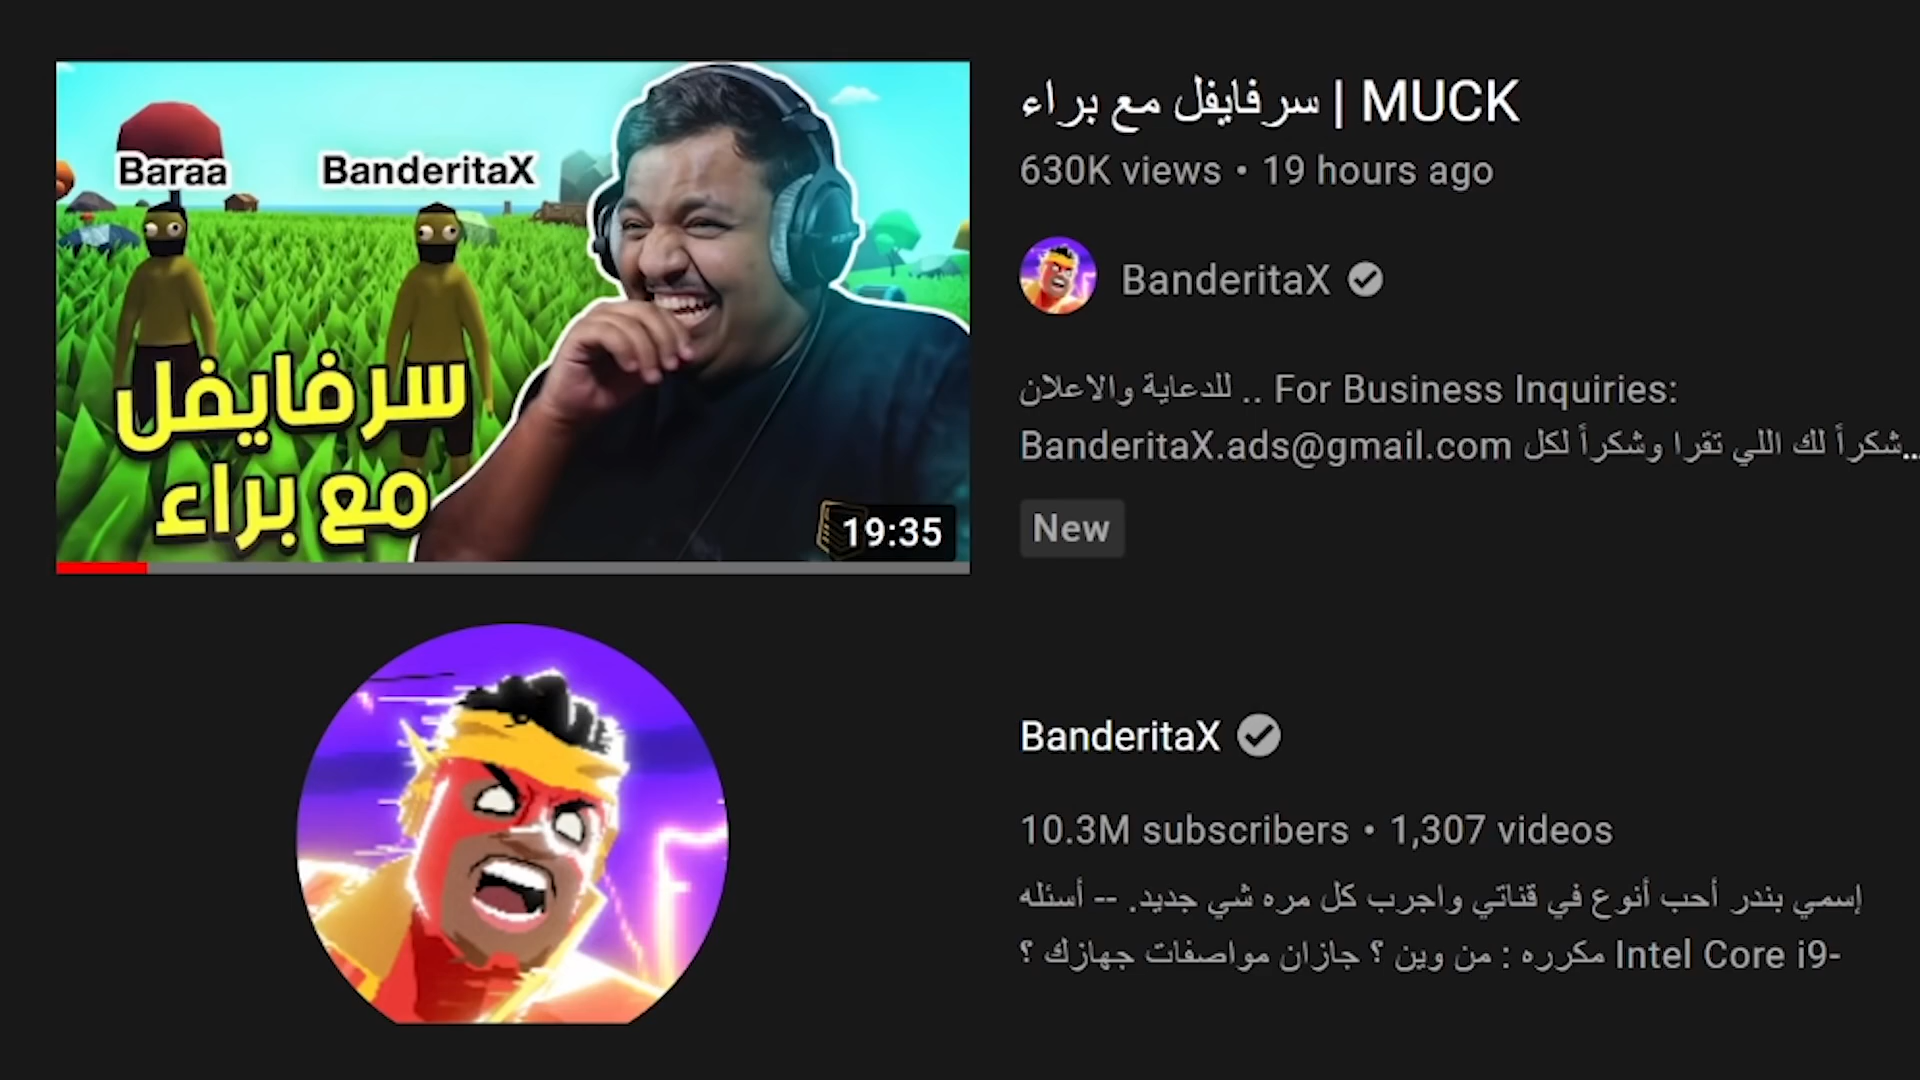 Baraa
BanderitaX
سرفايفل
مع براء
19:35
سرفايفل مع براء | MUCK
630K views • 19 hours ago
BanderitaX
للدعاية والاعلان .. For Business Inquiries:
BanderitaX.ads@gmail.com شكراً لك اللي تقرا وشكراً لكل...
New
BanderitaX
10.3M subscribers • 1,307 videos
إسمي بندر أحب أنوع في قناتي واجرب كل مره شي جديد. -- أسئله
مكرره : من وين ؟ جازان مواصفات جهازك ؟ Intel Core i9-